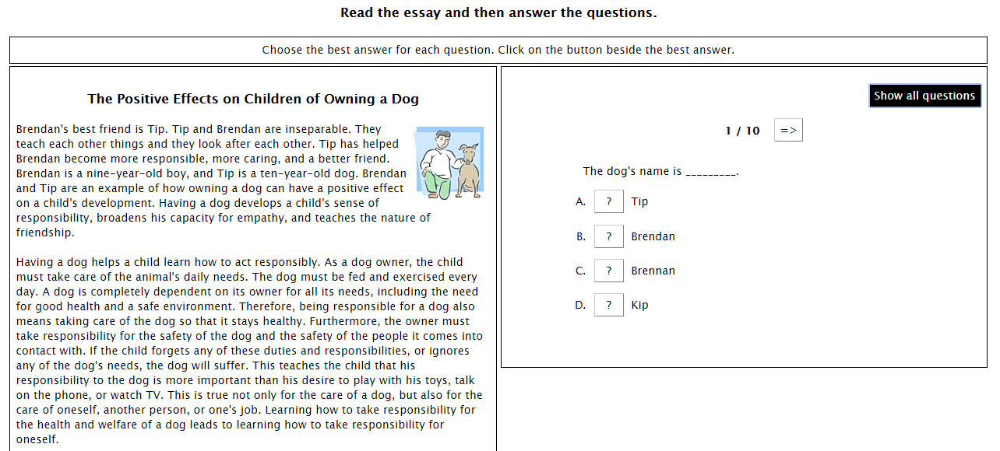 Read the essay and then answer the questions.
Choose the best answer for each question. Click on the button beside the best answer.
The Positive Effects on Children of Owning a Dog
Brendan's best friend is Tip. Tip and Brendan are inseparable. They
teach each other things and they look after each other. Tip has helped
Brendan become more responsible, more caring, and a better friend.
Brendan is a nine-year-old boy, and Tip is a ten-year-old dog. Brendan
and Tip are an example of how owning a dog can have a positive effect
on a child's development. Having a dog develops a child's sense of
responsibility, broadens his capacity for empathy, and teaches the nature of
friendship.
Having a dog helps a child learn how to act responsibly. As a dog owner, the child
must take care of the animal's daily needs. The dog must be fed and exercised every
day. A dog is completely dependent on its owner for all its needs, including the need
for good health and a safe environment. Therefore, being responsible for a dog also
means taking care of the dog so that it stays healthy. Furthermore, the owner must
take responsibility for the safety of the dog and the safety of the people it comes into
contact with. If the child forgets any of these duties and responsibilities, or ignores
any of the dog's needs, the dog will suffer. This teaches the child that his
responsibility to the dog is more important than his desire to play with his toys, talk
on the phone, or watch TV. This is true not only for the care of a dog, but also for the
care of oneself, another person, or one's job. Learning how to take responsibility for
the health and welfare of a dog leads to learning how to take responsibility for
oneself.
Show all questions
1 / 10 =>
The dog's name is _________.
A. ? Tip
B. ? Brendan
C. ? Brennan
D. ? Kip